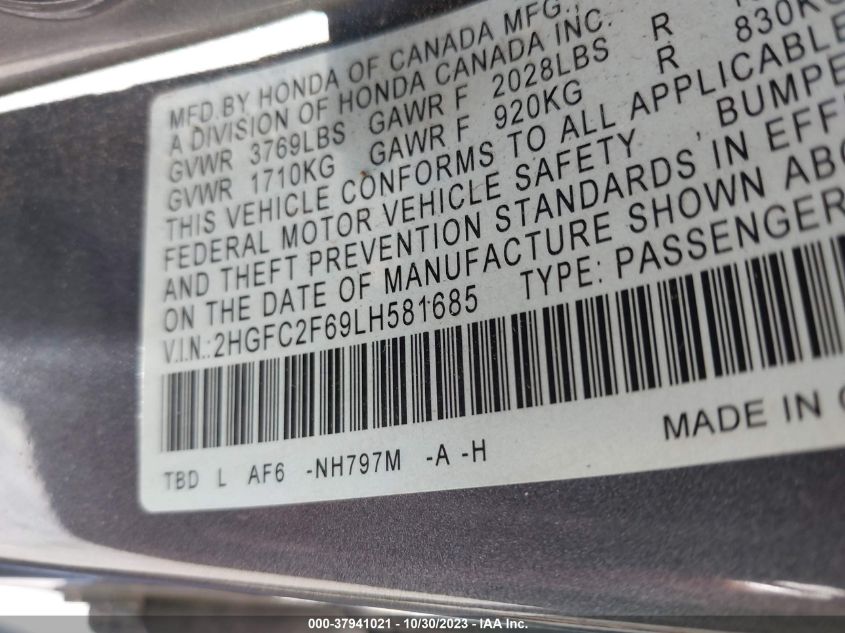 MFD. BY HONDA OF CANADA MFG.,
A DIVISION OF HONDA CANADA INC.
GVWR 3769LBS GAWR F 2028LBS R
GVWR 1710KG GAWR F 920KG R 830KG
THIS VEHICLE CONFORMS TO ALL APPLICABLE
FEDERAL MOTOR VEHICLE SAFETY , BUMPE
AND THEFT PREVENTION STANDARDS IN EFF
ON THE DATE OF MANUFACTURE SHOWN ABO
V.I.N.: 2HGFC2F69LH581685 TYPE: PASSENGER
MADE IN
TBD L AF6 -NH797M -A -H
000-37941021 - 10/30/2023 - IAA Inc.